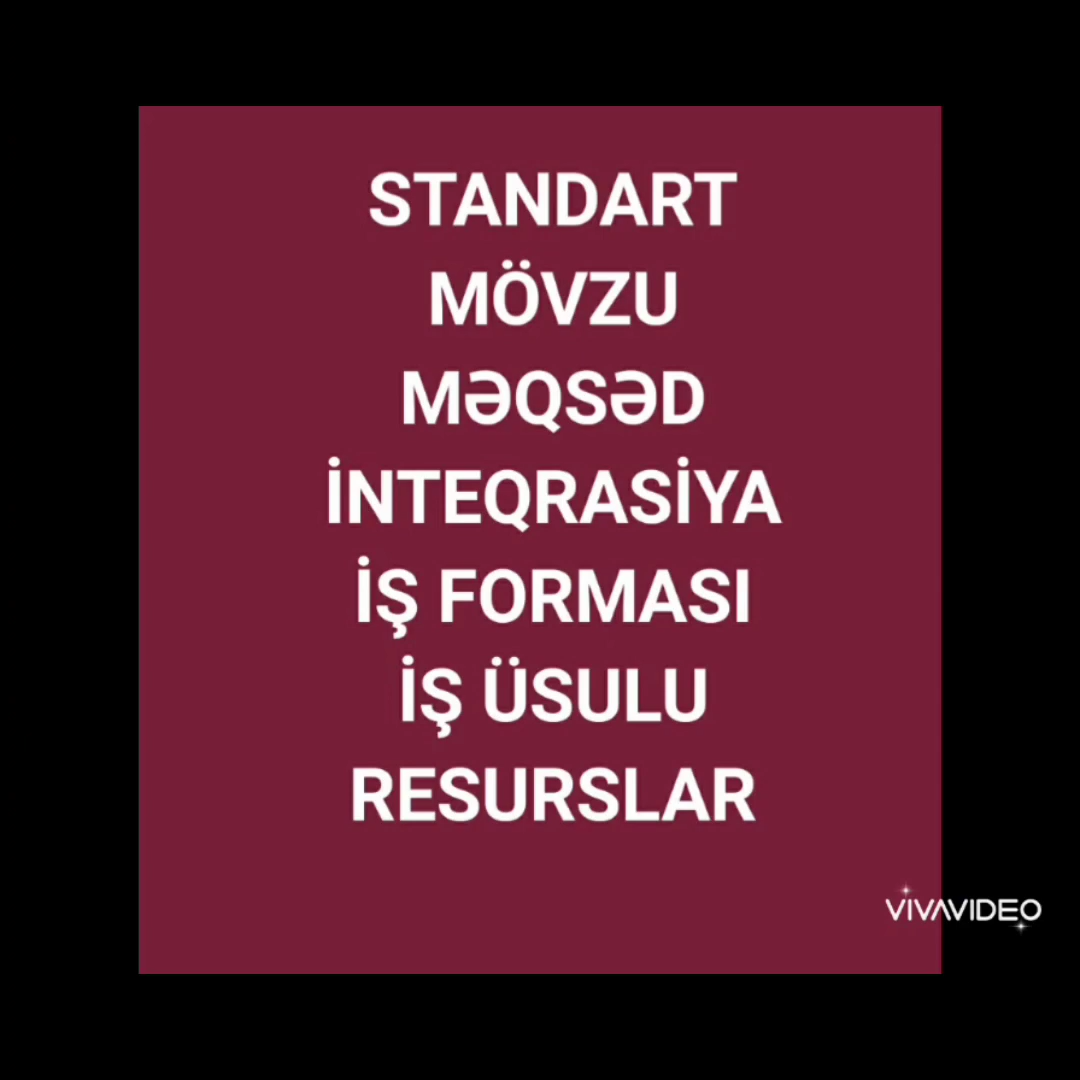 STANDART
MÖVZU
MƏQSƏD
İNTEQRASİYA
İŞ FORMASI
İŞ ÜSULU
RESURSLAR
VIVAVIDEO